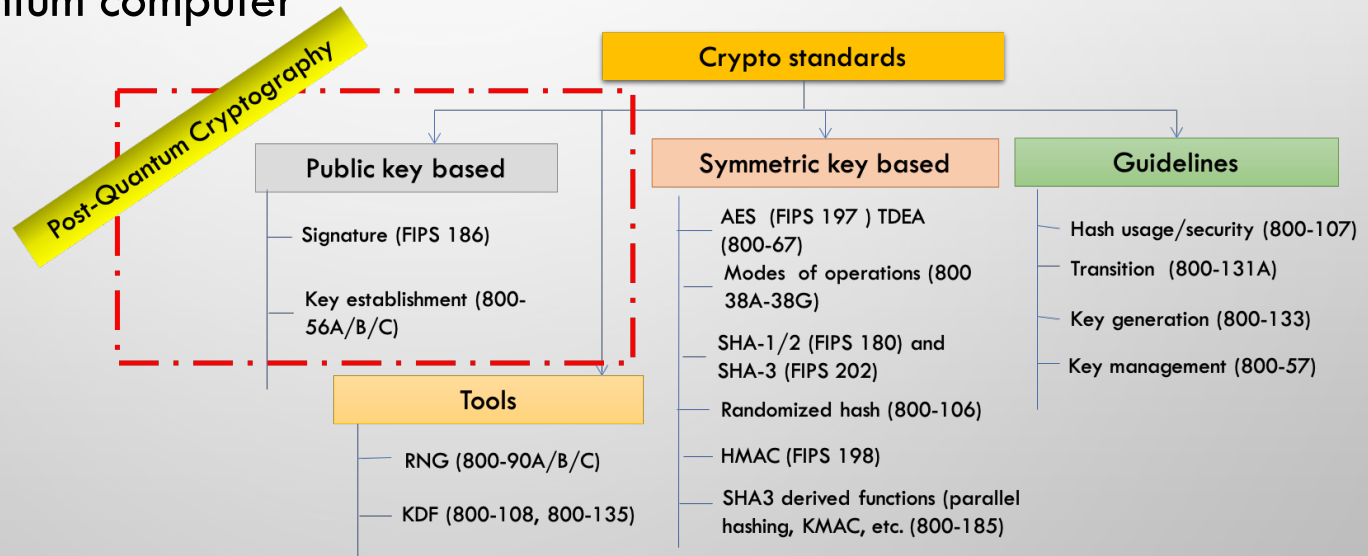 computer
Post-Quantum Cryptography
Crypto standards
Public key based
Signature (FIPS 186)
Key establishment (800-
56A/B/C)
Tools
RNG (800-90A/B/C)
KDF (800-108, 800-135)
Symmetric key based
AES (FIPS 197 ) TDEA
(800-67)
Modes of operations (800
38A-38G)
SHA-1/2 (FIPS 180) and
SHA-3 (FIPS 202)
Randomized hash (800-106)
HMAC (FIPS 198)
SHA3 derived functions (parallel
hashing, KMAC, etc. (800-185)
Guidelines
Hash usage/security (800-107)
Transition (800-131A)
Key generation (800-133)
Key management (800-57)